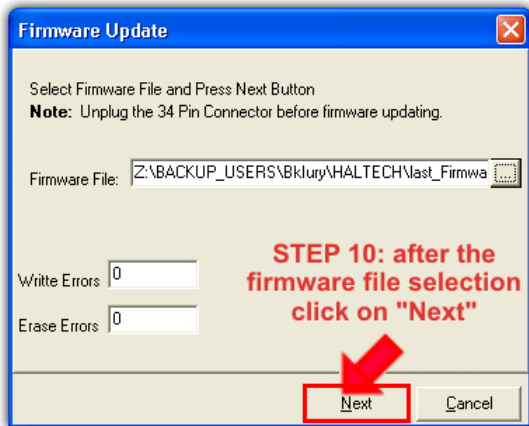 Firmware Update
Select Firmware File and Press Next Button
Note: Unplug the 34 Pin Connector before firmware updating.
Firmware File: Z:\BACKUP_USERS\Bklury\HALTECH\last_Firmwa ...
STEP 10: after the
firmware file selection
click on "Next"
Writte Errors 0
Erase Errors 0
Next Cancel